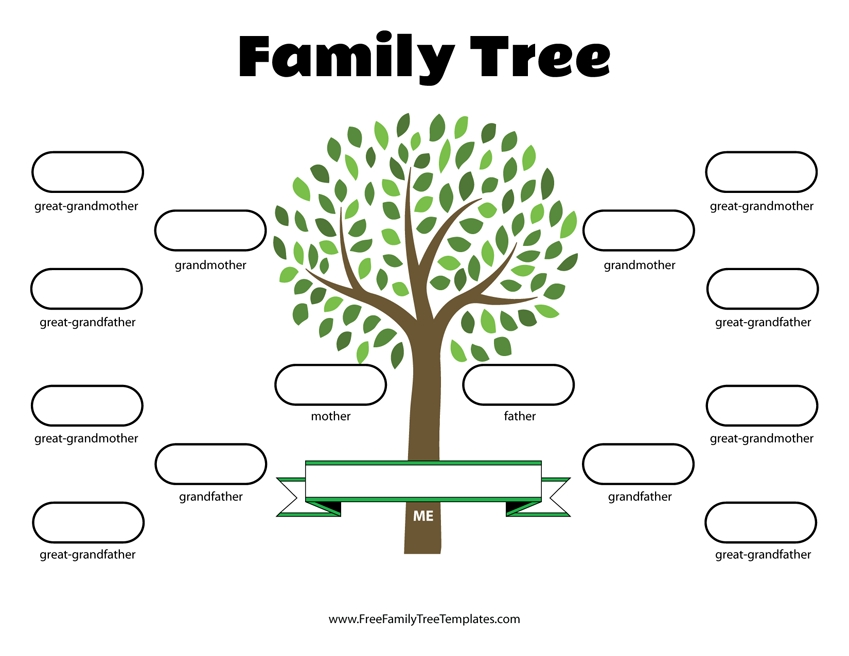 Family Tree
great-grandmother
great-grandmother
grandmother
grandmother
great-grandfather
great-grandfather
mother
father
great-grandmother
great-grandmother
grandfather
grandfather
ME
great-grandfather
great-grandfather
www.FreeFamilyTreeTemplates.com